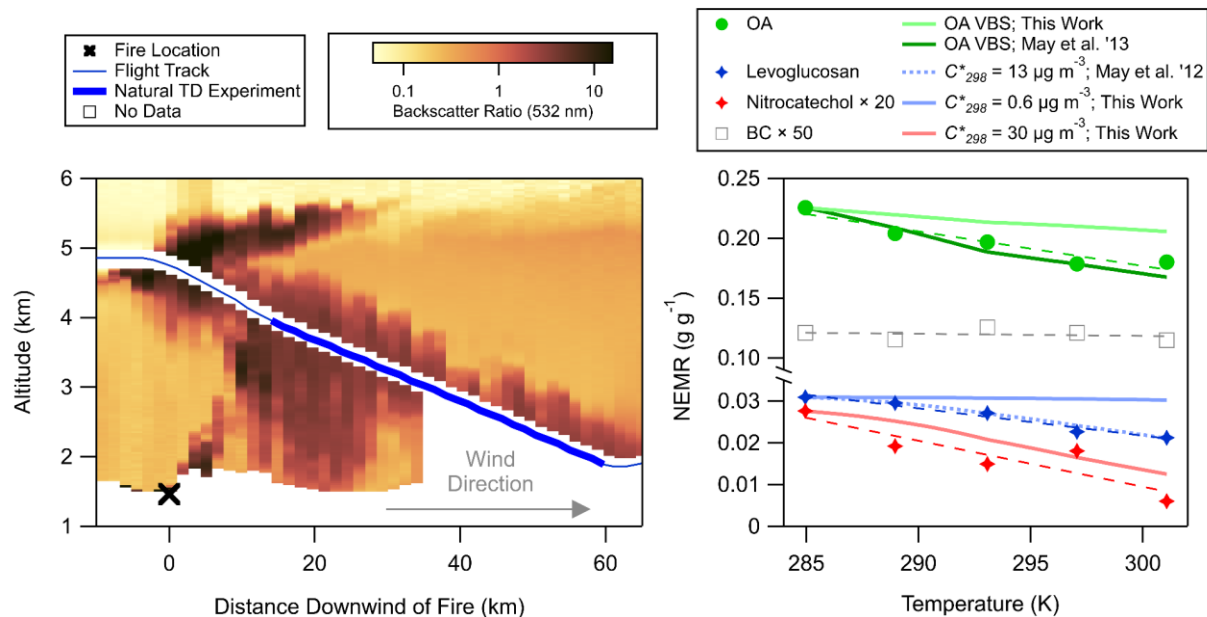 Fire Location
Flight Track
Natural TD Experiment
No Data
0.1 1 10
Backscatter Ratio (532 nm)
OA
Levoglucosan
Nitrocatechol × 20
BC × 50
OA VBS; This Work
OA VBS; May et al. '13
C*298 = 13 µg m-3; May et al. '12
C*298 = 0.6 µg m-3; This Work
C*298 = 30 µg m-3; This Work
Altitude (km)
6
5
4
3
2
1
Wind
Direction
0 20 40 60
Distance Downwind of Fire (km)
NEMR (g g-1)
0.25
0.20
0.15
0.10
0.03
0.02
0.01
0
285 290 295 300
Temperature (K)